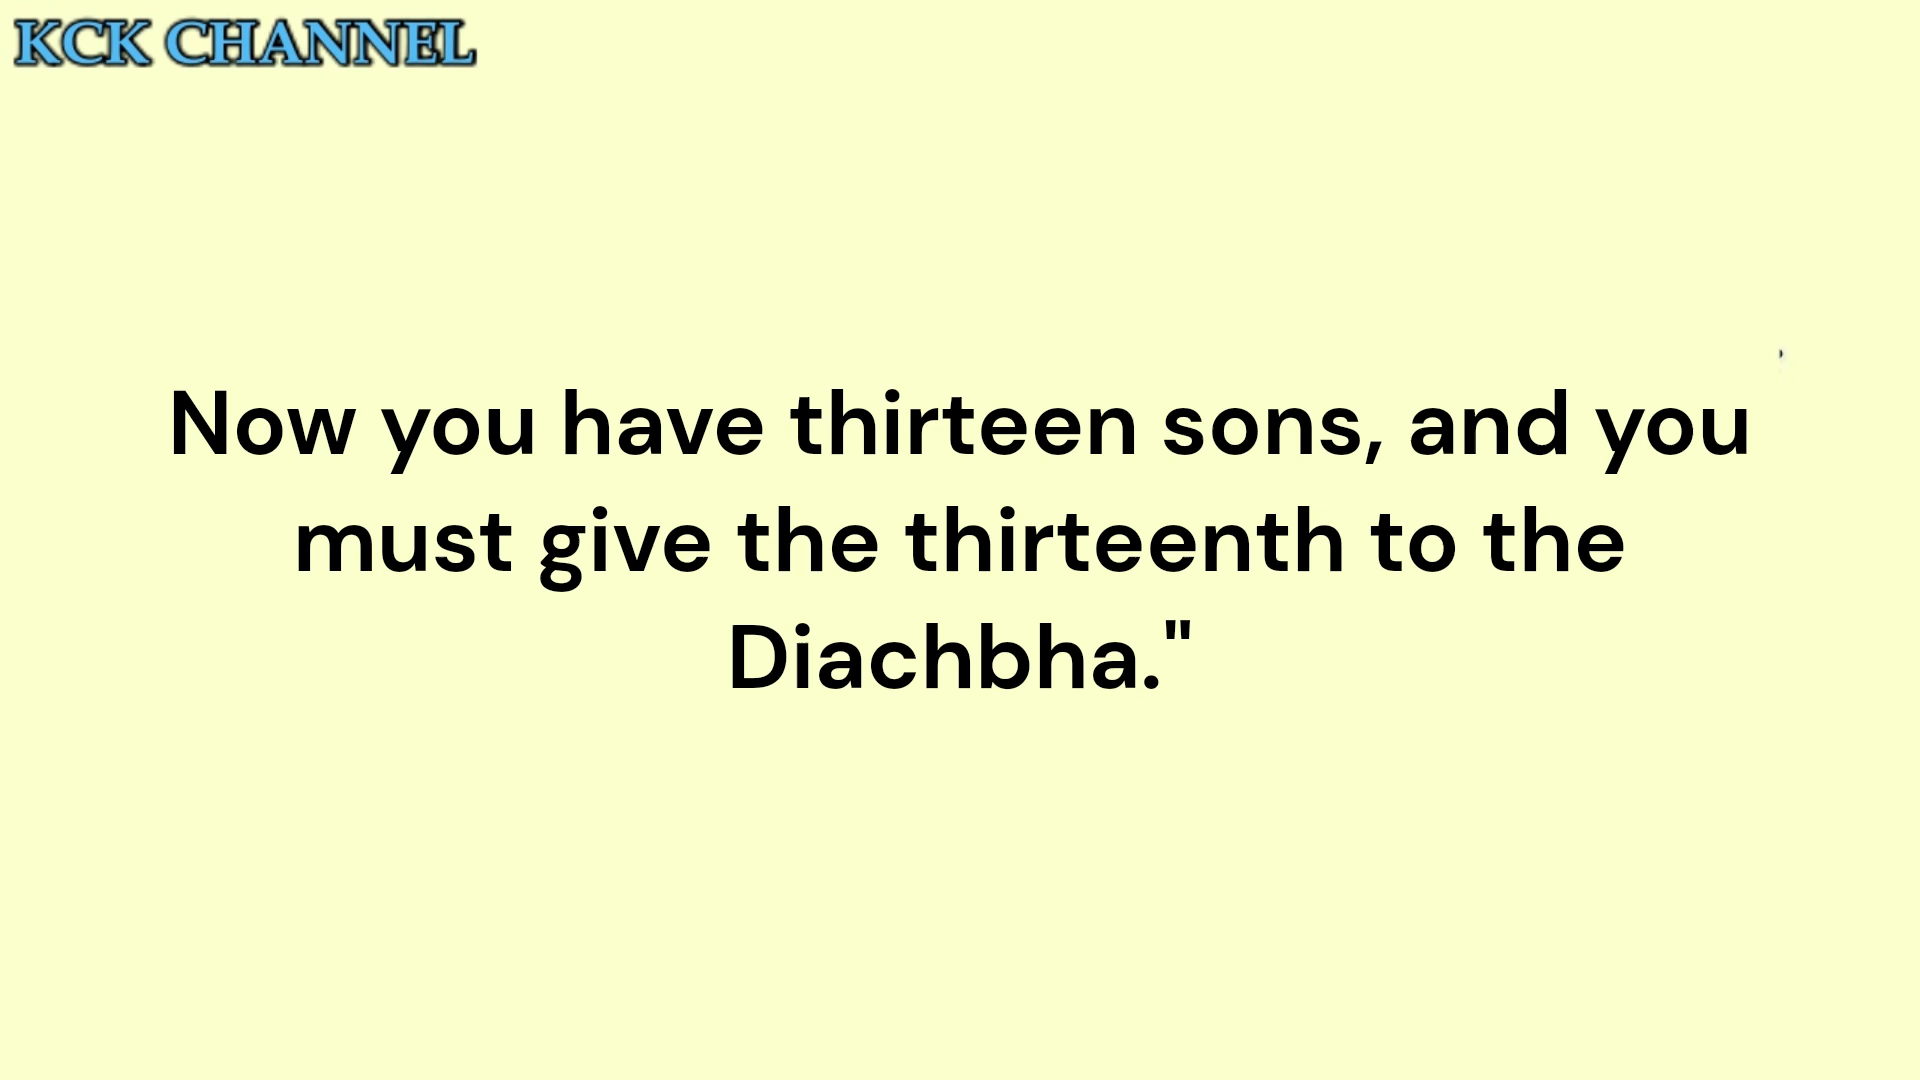 KCK CHANNEL
Now you have thirteen sons, and you
must give the thirteenth to the
Diachbha."